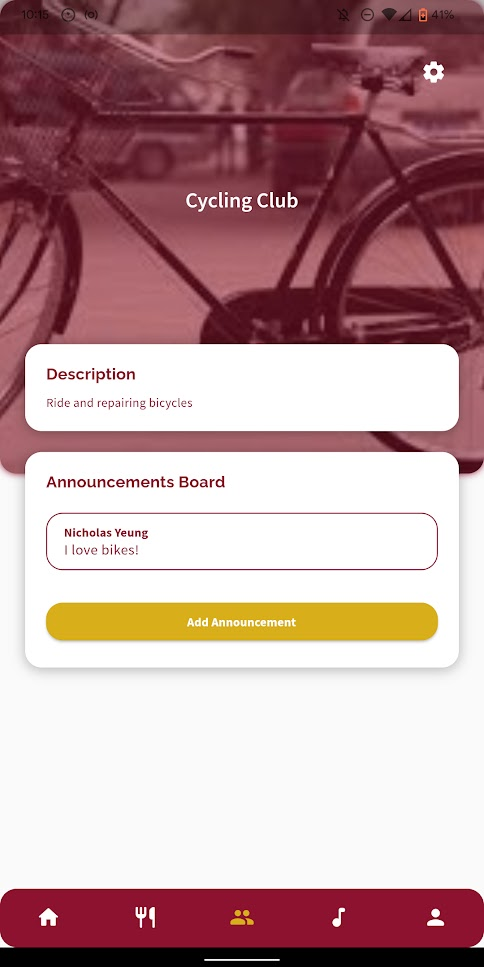 10:15 41%
Cycling Club
Description
Ride and repairing bicycles
Announcements Board
Nicholas Yeung
I love bikes!
Add Announcement